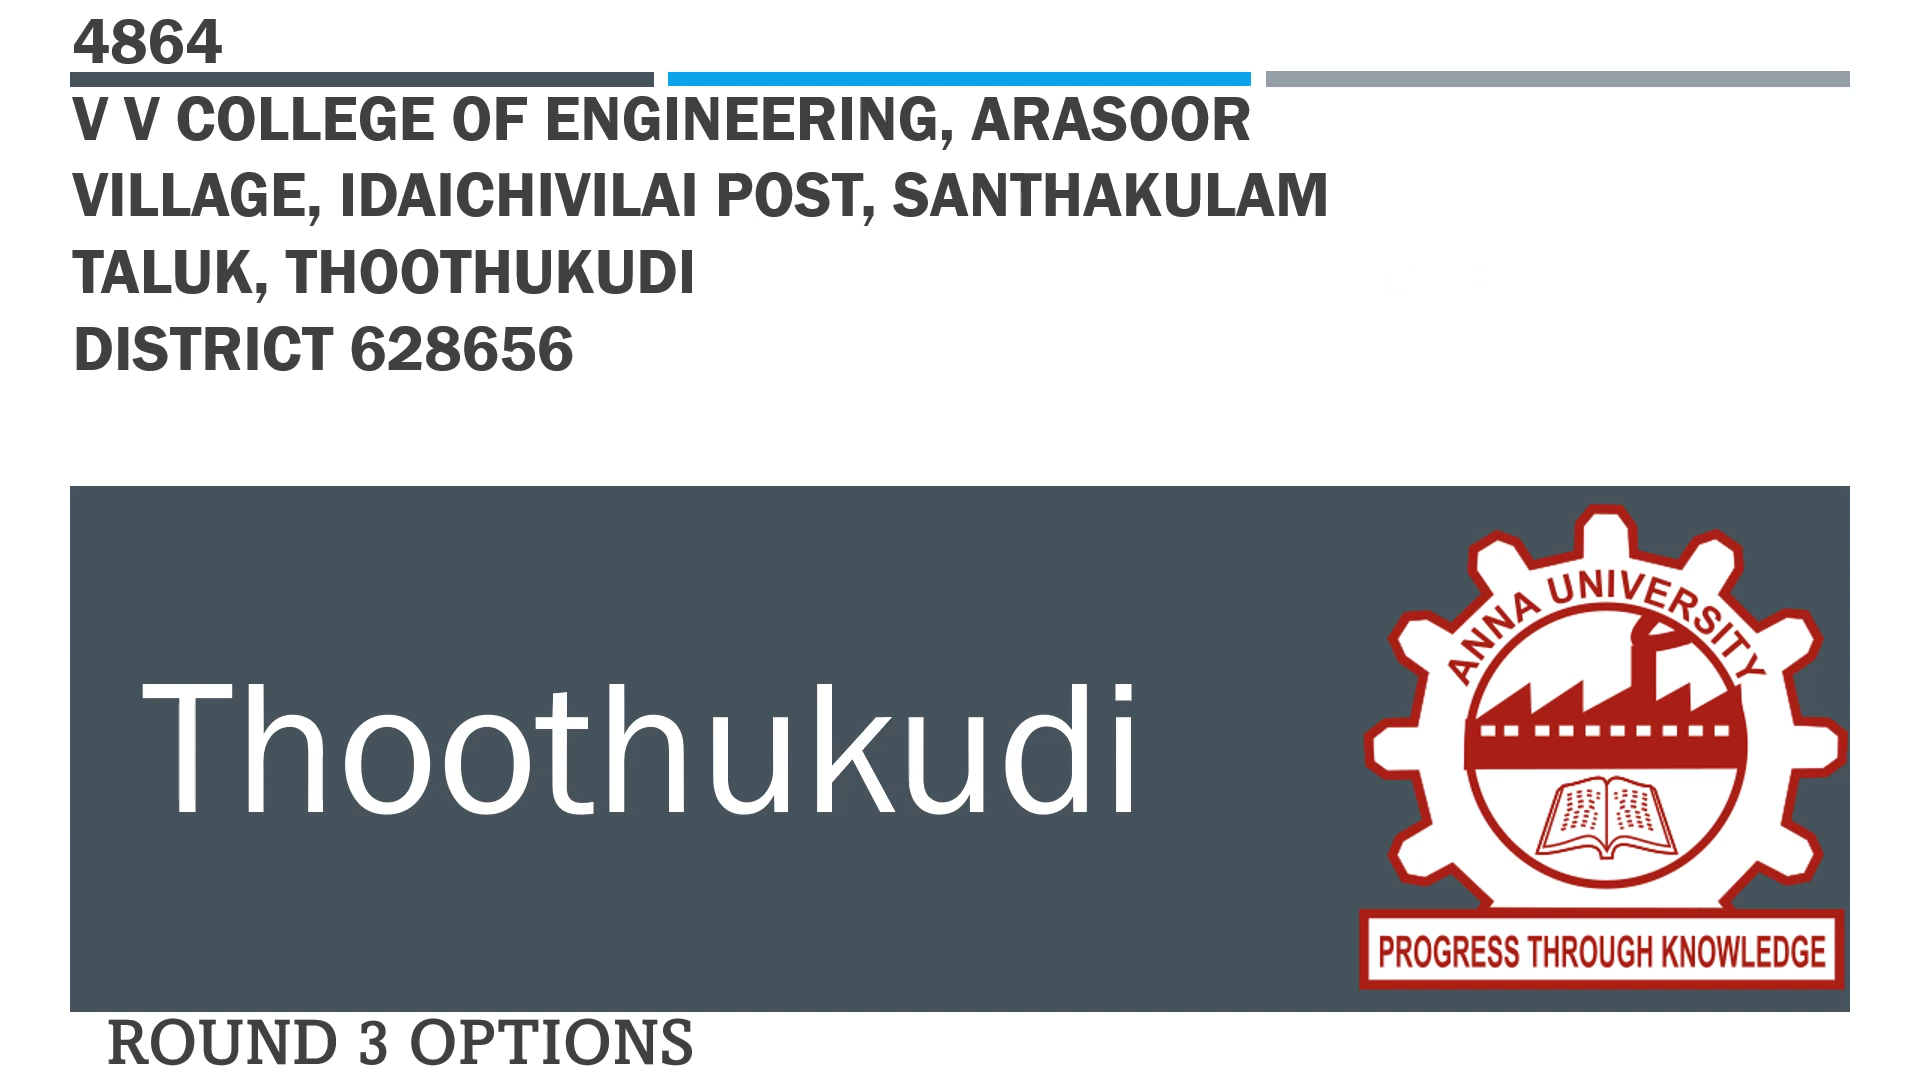 4864
V V COLLEGE OF ENGINEERING, ARASOOR
VILLAGE, IDAICHIVILAI POST, SANTHAKULAM
TALUK, THOOTHUKUDI
DISTRICT 628656
Thoothukudi
ANNA UNIVERSITY
PROGRESS THROUGH KNOWLEDGE
ROUND 3 OPTIONS